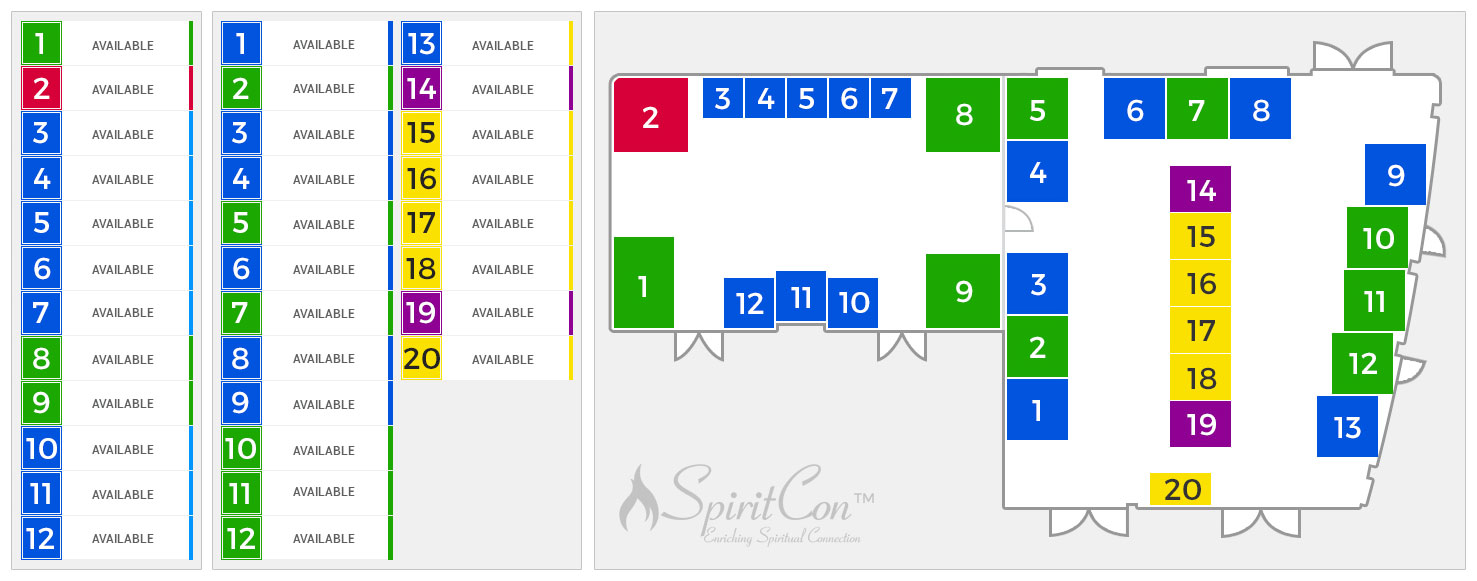 1 AVAILABLE
2 AVAILABLE
3 AVAILABLE
4 AVAILABLE
5 AVAILABLE
6 AVAILABLE
7 AVAILABLE
8 AVAILABLE
9 AVAILABLE
10 AVAILABLE
11 AVAILABLE
12 AVAILABLE
1 AVAILABLE
2 AVAILABLE
3 AVAILABLE
4 AVAILABLE
5 AVAILABLE
6 AVAILABLE
7 AVAILABLE
8 AVAILABLE
9 AVAILABLE
10 AVAILABLE
11 AVAILABLE
12 AVAILABLE
13 AVAILABLE
14 AVAILABLE
15 AVAILABLE
16 AVAILABLE
17 AVAILABLE
18 AVAILABLE
19 AVAILABLE
20 AVAILABLE
2 3 4 5 6 7 8
1 12 11 10 9
5 6 7 8
4
9
14
15
16
17
18
19
20
3
2
1
10
11
12
13
SpiritCon™
Enriching Spiritual Connection